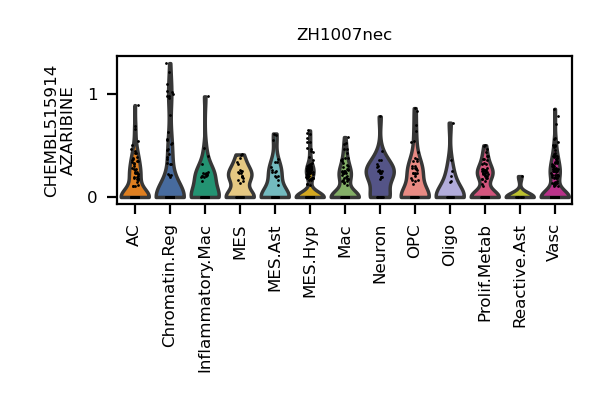 ZH1007nec
CHEMBL515914
AZARIBINE
1
0
AC
Chromatin.Reg
Inflammatory.Mac
MES
MES.Ast
MES.Hyp
Mac
Neuron
OPC
Oligo
Prolif.Metab
Reactive.Ast
Vasc